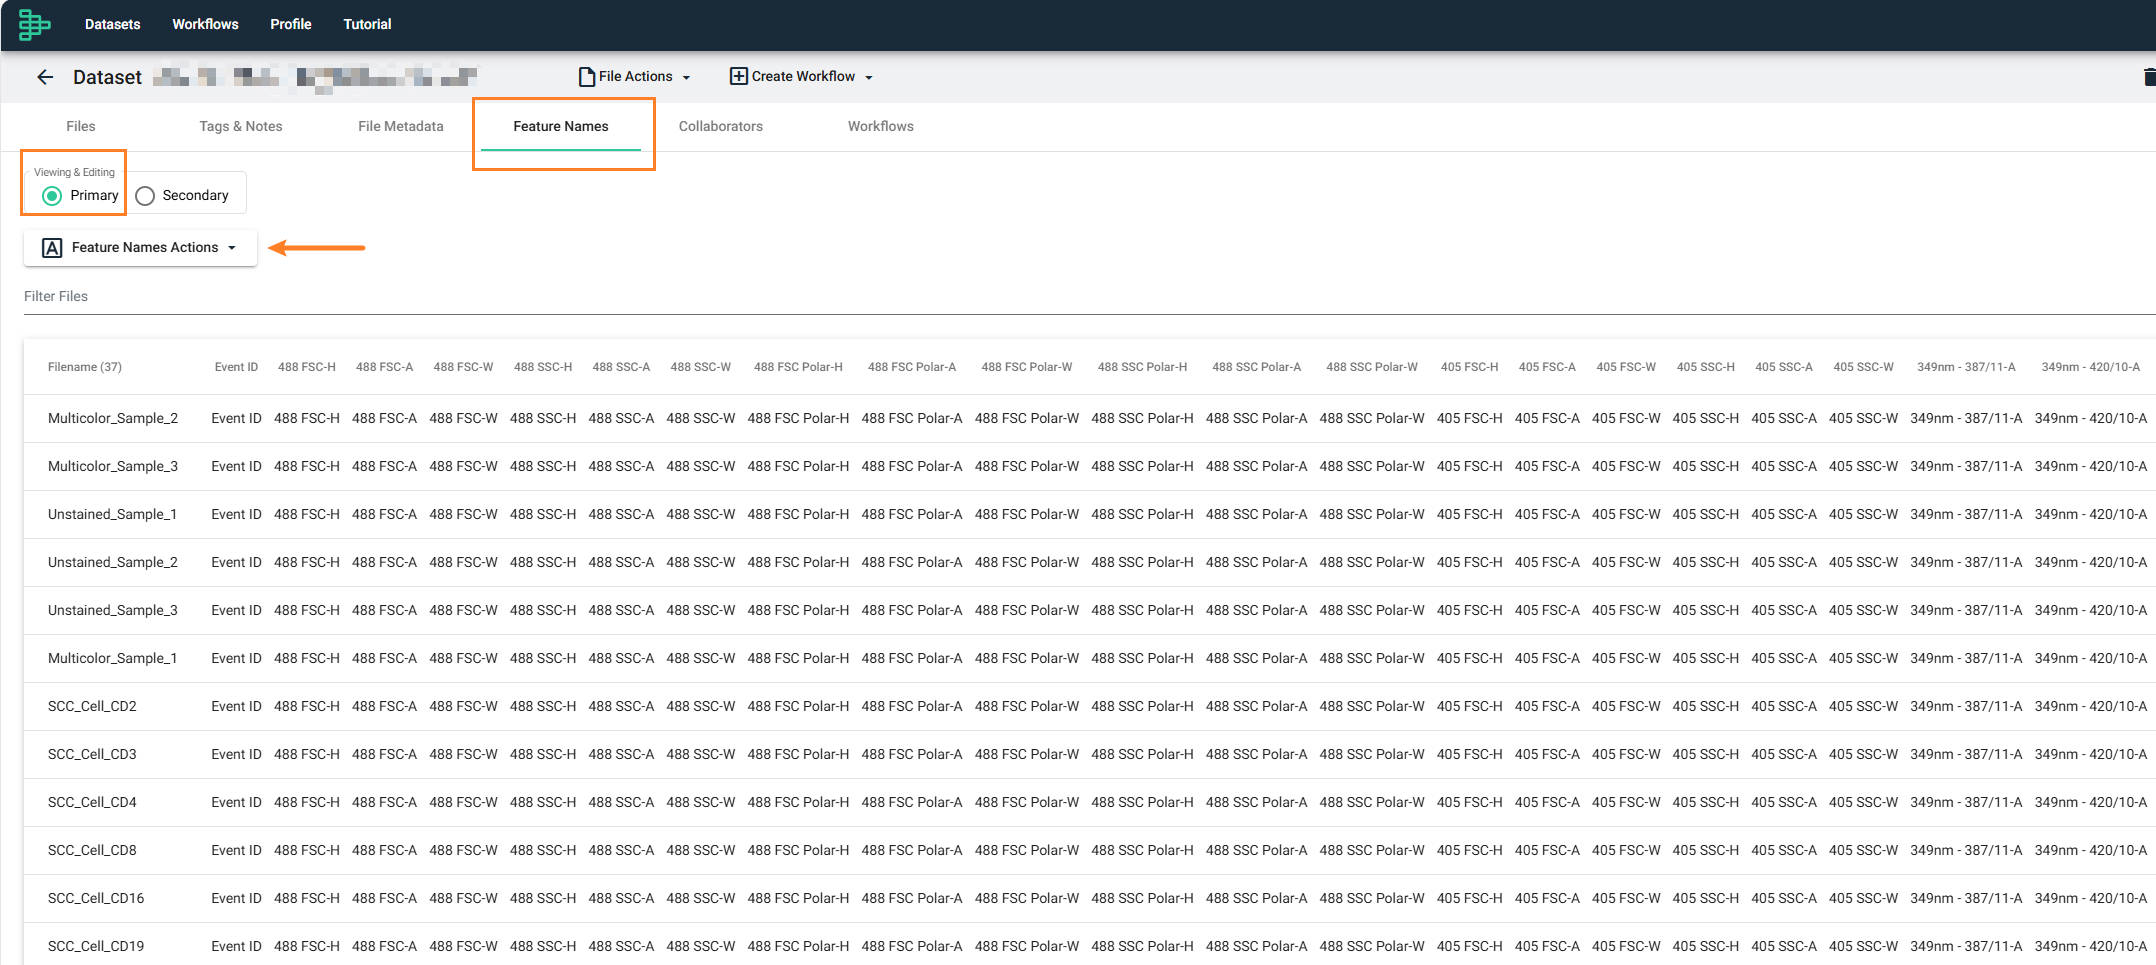 Datasets Workflows Profile Tutorial
Dataset File Actions Create Workflow
Files Tags & Notes File Metadata Feature Names Collaborators Workflows
Viewing & Editing
Primary Secondary
A Feature Names Actions
Filter Files
Filename (37) Event ID 488 FSC-H 488 FSC-A 488 FSC-W 488 SSC-H 488 SSC-A 488 SSC-W 488 FSC Polar-H 488 FSC Polar-A 488 FSC Polar-W 488 SSC Polar-H 488 SSC Polar-A 488 SSC Polar-W 405 FSC-H 405 FSC-A 405 FSC-W 405 SSC-H 405 SSC-A 405 SSC-W 349nm - 387/11-A 349nm - 420/10-A
Multicolor_Sample_2 Event ID 488 FSC-H 488 FSC-A 488 FSC-W 488 SSC-H 488 SSC-A 488 SSC-W 488 FSC Polar-H 488 FSC Polar-A 488 FSC Polar-W 488 SSC Polar-H 488 SSC Polar-A 488 SSC Polar-W 405 FSC-H 405 FSC-A 405 FSC-W 405 SSC-H 405 SSC-A 405 SSC-W 349nm - 387/11-A 349nm - 420/10-A
Multicolor_Sample_3 Event ID 488 FSC-H 488 FSC-A 488 FSC-W 488 SSC-H 488 SSC-A 488 SSC-W 488 FSC Polar-H 488 FSC Polar-A 488 FSC Polar-W 488 SSC Polar-H 488 SSC Polar-A 488 SSC Polar-W 405 FSC-H 405 FSC-A 405 FSC-W 405 SSC-H 405 SSC-A 405 SSC-W 349nm - 387/11-A 349nm - 420/10-A
Unstained_Sample_1 Event ID 488 FSC-H 488 FSC-A 488 FSC-W 488 SSC-H 488 SSC-A 488 SSC-W 488 FSC Polar-H 488 FSC Polar-A 488 FSC Polar-W 488 SSC Polar-H 488 SSC Polar-A 488 SSC Polar-W 405 FSC-H 405 FSC-A 405 FSC-W 405 SSC-H 405 SSC-A 405 SSC-W 349nm - 387/11-A 349nm - 420/10-A
Unstained_Sample_2 Event ID 488 FSC-H 488 FSC-A 488 FSC-W 488 SSC-H 488 SSC-A 488 SSC-W 488 FSC Polar-H 488 FSC Polar-A 488 FSC Polar-W 488 SSC Polar-H 488 SSC Polar-A 488 SSC Polar-W 405 FSC-H 405 FSC-A 405 FSC-W 405 SSC-H 405 SSC-A 405 SSC-W 349nm - 387/11-A 349nm - 420/10-A
Unstained_Sample_3 Event ID 488 FSC-H 488 FSC-A 488 FSC-W 488 SSC-H 488 SSC-A 488 SSC-W 488 FSC Polar-H 488 FSC Polar-A 488 FSC Polar-W 488 SSC Polar-H 488 SSC Polar-A 488 SSC Polar-W 405 FSC-H 405 FSC-A 405 FSC-W 405 SSC-H 405 SSC-A 405 SSC-W 349nm - 387/11-A 349nm - 420/10-A
Multicolor_Sample_1 Event ID 488 FSC-H 488 FSC-A 488 FSC-W 488 SSC-H 488 SSC-A 488 SSC-W 488 FSC Polar-H 488 FSC Polar-A 488 FSC Polar-W 488 SSC Polar-H 488 SSC Polar-A 488 SSC Polar-W 405 FSC-H 405 FSC-A 405 FSC-W 405 SSC-H 405 SSC-A 405 SSC-W 349nm - 387/11-A 349nm - 420/10-A
SCC_Cell_CD2 Event ID 488 FSC-H 488 FSC-A 488 FSC-W 488 SSC-H 488 SSC-A 488 SSC-W 488 FSC Polar-H 488 FSC Polar-A 488 FSC Polar-W 488 SSC Polar-H 488 SSC Polar-A 488 SSC Polar-W 405 FSC-H 405 FSC-A 405 FSC-W 405 SSC-H 405 SSC-A 405 SSC-W 349nm - 387/11-A 349nm - 420/10-A
SCC_Cell_CD3 Event ID 488 FSC-H 488 FSC-A 488 FSC-W 488 SSC-H 488 SSC-A 488 SSC-W 488 FSC Polar-H 488 FSC Polar-A 488 FSC Polar-W 488 SSC Polar-H 488 SSC Polar-A 488 SSC Polar-W 405 FSC-H 405 FSC-A 405 FSC-W 405 SSC-H 405 SSC-A 405 SSC-W 349nm - 387/11-A 349nm - 420/10-A
SCC_Cell_CD4 Event ID 488 FSC-H 488 FSC-A 488 FSC-W 488 SSC-H 488 SSC-A 488 SSC-W 488 FSC Polar-H 488 FSC Polar-A 488 FSC Polar-W 488 SSC Polar-H 488 SSC Polar-A 488 SSC Polar-W 405 FSC-H 405 FSC-A 405 FSC-W 405 SSC-H 405 SSC-A 405 SSC-W 349nm - 387/11-A 349nm - 420/10-A
SCC_Cell_CD8 Event ID 488 FSC-H 488 FSC-A 488 FSC-W 488 SSC-H 488 SSC-A 488 SSC-W 488 FSC Polar-H 488 FSC Polar-A 488 FSC Polar-W 488 SSC Polar-H 488 SSC Polar-A 488 SSC Polar-W 405 FSC-H 405 FSC-A 405 FSC-W 405 SSC-H 405 SSC-A 405 SSC-W 349nm - 387/11-A 349nm - 420/10-A
SCC_Cell_CD16 Event ID 488 FSC-H 488 FSC-A 488 FSC-W 488 SSC-H 488 SSC-A 488 SSC-W 488 FSC Polar-H 488 FSC Polar-A 488 FSC Polar-W 488 SSC Polar-H 488 SSC Polar-A 488 SSC Polar-W 405 FSC-H 405 FSC-A 405 FSC-W 405 SSC-H 405 SSC-A 405 SSC-W 349nm - 387/11-A 349nm - 420/10-A
SCC_Cell_CD19 Event ID 488 FSC-H 488 FSC-A 488 FSC-W 488 SSC-H 488 SSC-A 488 SSC-W 488 FSC Polar-H 488 FSC Polar-A 488 FSC Polar-W 488 SSC Polar-H 488 SSC Polar-A 488 SSC Polar-W 405 FSC-H 405 FSC-A 405 FSC-W 405 SSC-H 405 SSC-A 405 SSC-W 349nm - 387/11-A 349nm - 420/10-A